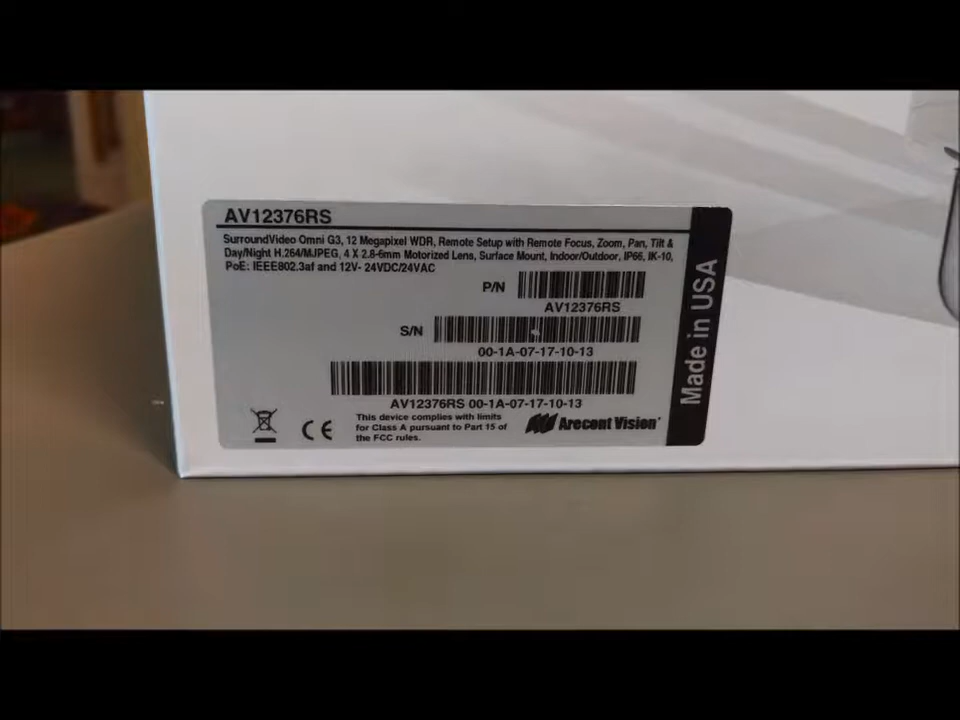 AV12376RS
SurroundVideo Omni G3, 12 Megapixel WDR, Remote Setup with Remote Focus, Zoom, Pan, Tilt &
Day/Night H.264/MJPEG, 4 X 2.8-6mm Motorized Lens, Surface Mount, Indoor/Outdoor, IP66, IK-10,
PoE: IEEE802.3af and 12V- 24VDC/24VAC
P/N
AV12376RS
S/N
00-1A-07-17-10-13
AV12376RS 00-1A-07-17-10-13
CE
This device complies with limits
for Class A pursuant to Part 15 of
the FCC rules.
Arecont Vision
Made in USA